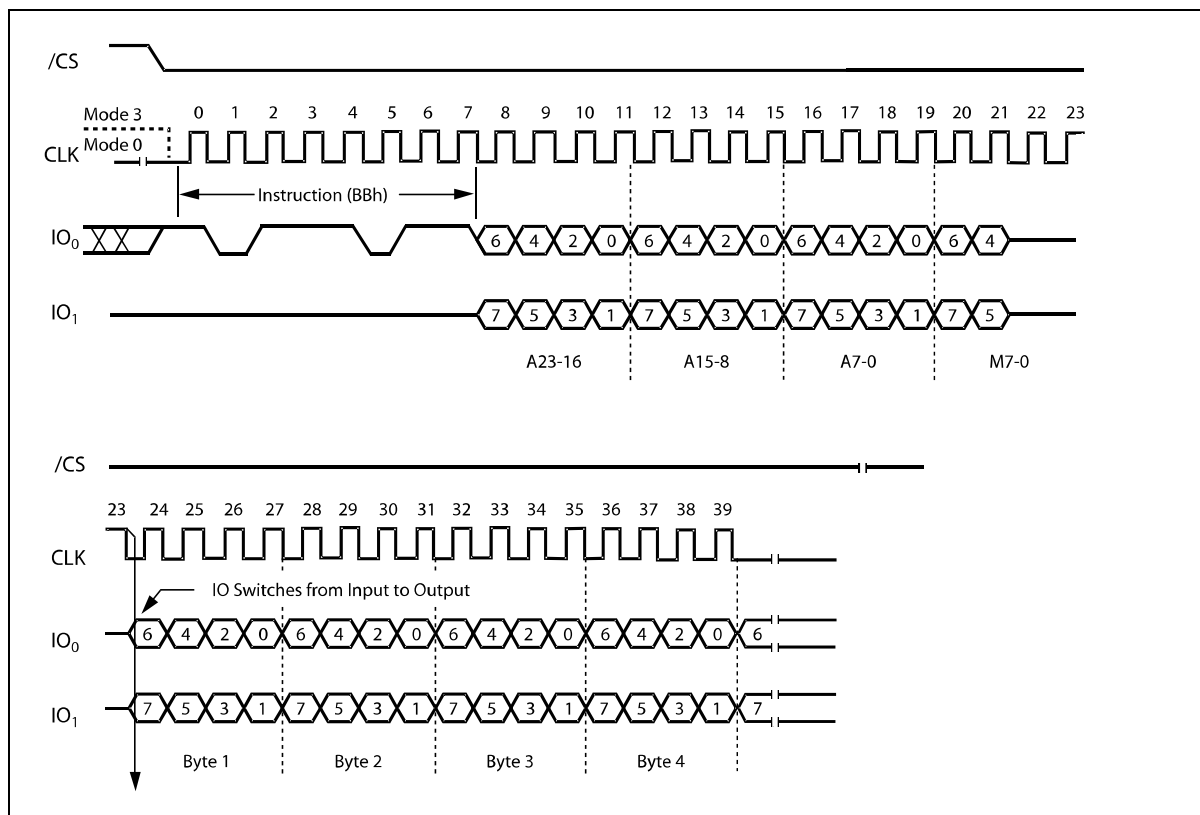 /CS
Mode 3
0 1 2 3 4 5 6 7 8 9 10 11 12 13 14 15 16 17 18 19 20 21 22 23
Mode 0
CLK
Instruction (BBh)
IO0 6 4 2 0 6 4 2 0 6 4 2 0 6 4
IO1 7 5 3 1 7 5 3 1 7 5 3 1 7 5
A23-16 A15-8 A7-0 M7-0
/CS
23 24 25 26 27 28 29 30 31 32 33 34 35 36 37 38 39
CLK
IO Switches from Input to Output
IO0 6 4 2 0 6 4 2 0 6 4 2 0 6 4 2 0 6
IO1 7 5 3 1 7 5 3 1 7 5 3 1 7 5 3 1 7
Byte 1 Byte 2 Byte 3 Byte 4